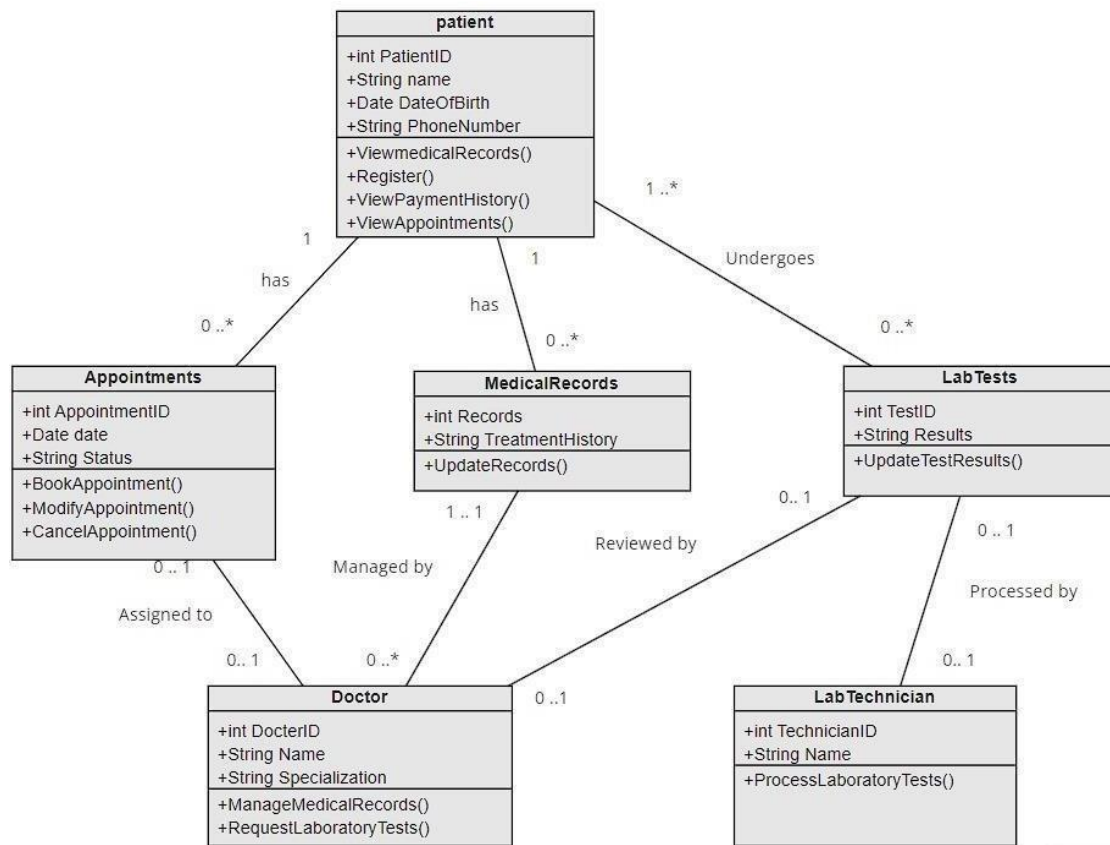 patient
+int PatientID
+String name
+Date DateOfBirth
+String PhoneNumber
+ViewmedicalRecords()
+Register()
+ViewPaymentHistory()
+ViewAppointments()
1
has
0 ..*
1
has
0 ..*
1 ..*
Undergoes
0 ..*
Appointments
+int AppointmentID
+Date date
+String Status
+BookAppointment()
+ModifyAppointment()
+CancelAppointment()
MedicalRecords
+int Records
+String TreatmentHistory
+UpdateRecords()
LabTests
+int TestID
+String Results
+UpdateTestResults()
0 .. 1
Assigned to
0.. 1
1 .. 1
Managed by
0 ..*
0.. 1
Reviewed by
0 ..1
0 .. 1
Processed by
0.. 1
Doctor
+int DocterID
+String Name
+String Specialization
+ManageMedicalRecords()
+RequestLaboratoryTests()
LabTechnician
+int TechnicianID
+String Name
+ProcessLaboratoryTests()